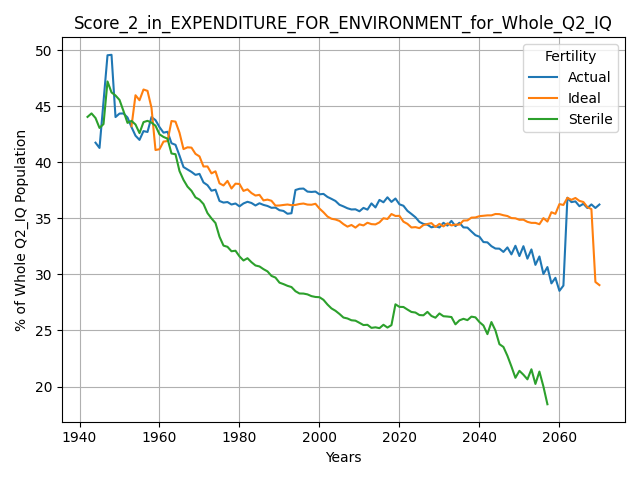 Score_2_in_EXPENDITURE_FOR_ENVIRONMENT_for_Whole_Q2_IQ
% of Whole Q2_IQ Population
50
45
40
35
30
25
20
Fertility
Actual
Ideal
Sterile
1940 1960 1980 2000 2020 2040 2060
Years